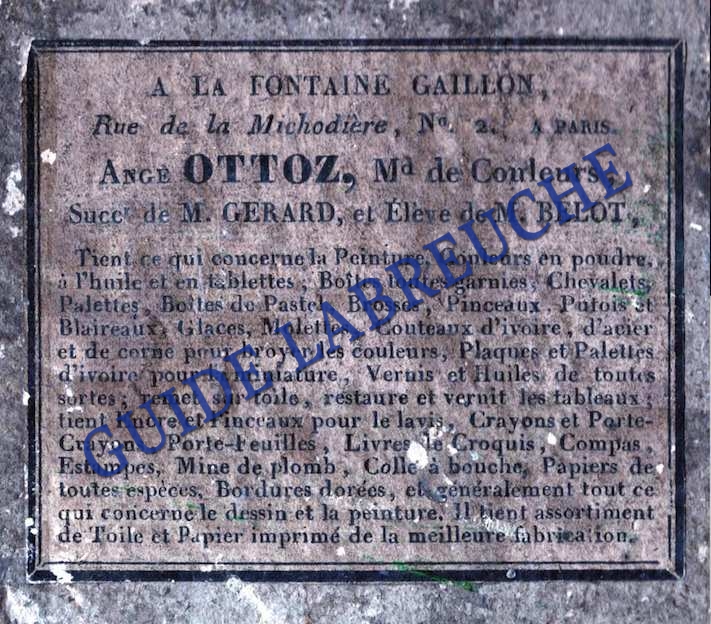 A LA FONTAINE GAILLON,
Rue de la Michodière, No. 2, A PARIS.
ANGE OTTOZ, Md de Couleurs,
Succr de M. GERARD, et Élève de M. BELOT,
Tient ce qui concerne la Peinture, Couleurs en poudre,
à l'huile et en tablettes; Boîtes toutes garnies, Chevalets,
Palettes, Boîtes de Pastel, Brosses, Pinceaux, Putois et
Blaireaux, Glaces, Molettes, Couteaux d'ivoire, d'acier
et de corne pour broyer les couleurs, Plaques et Palettes
d'ivoire pour miniature, Vernis et Huiles de toutes
sortes; remet sur toile, restaure et vernit les tableaux;
tient Encre et Pinceaux pour le lavis, Crayons et Porte-
Crayons, Porte-Feuilles, Livres de Croquis, Compas,
Estampes, Mine de plomb, Colle à bouche, Papiers de
toutes espèces, Bordures dorées, et généralement tout ce
qui concerne le dessin et la peinture. Il tient assortiment
de Toile et Papier imprimé de la meilleure fabrication.
GUIDE LABREUCHE